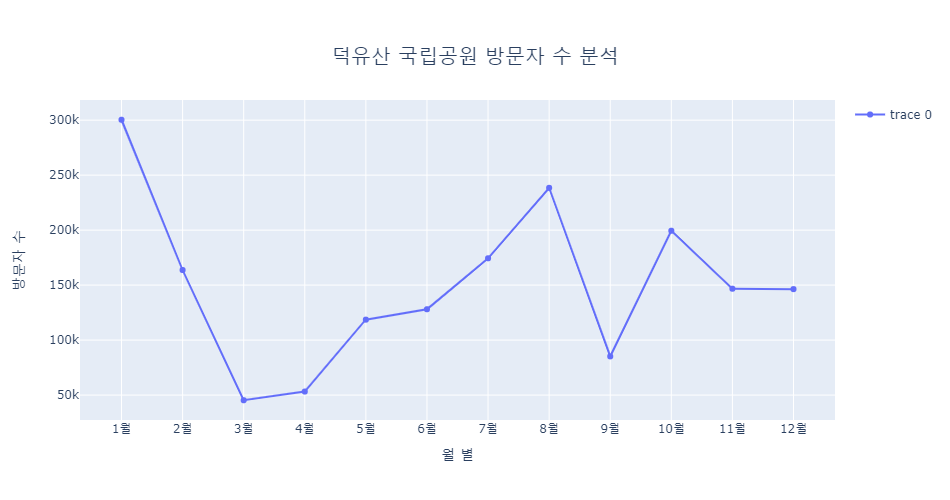 덕유산 국립공원 방문자 수 분석
trace 0
방문자 수
300k
250k
200k
150k
100k
50k
1월 2월 3월 4월 5월 6월 7월 8월 9월 10월 11월 12월
월 별